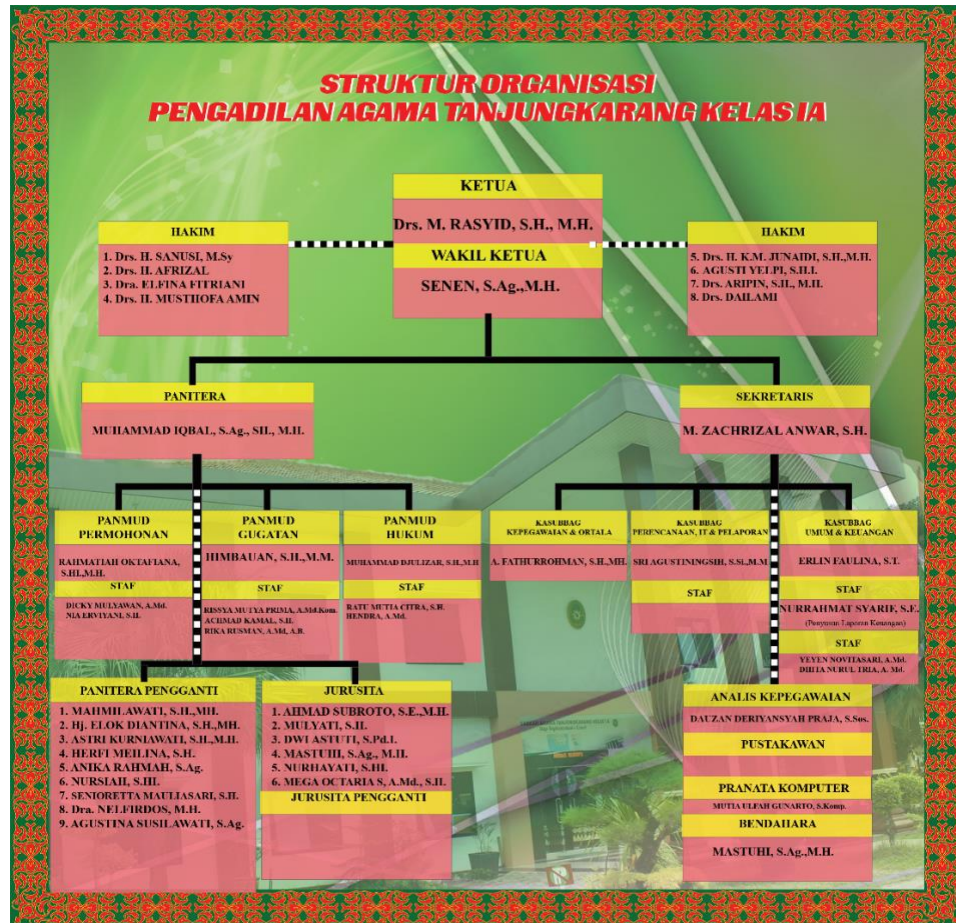 STRUKTUR ORGANISASI
PENGADILAN AGAMA TANJUNGKARANG KELAS IA
KETUA
Drs. M. RASYID, S.H., M.H.
WAKIL KETUA
SENEN, S.Ag.,M.H.
HAKIM
1. Drs. H. SANUSI, M.Sy
2. Drs. H. AFRIZAL
3. Dra. ELFINA FITRIANI
4. Drs. H. MUSTHOFA AMIN
HAKIM
5. Drs. H. K.M. JUNAIDI, S.H.,M.H.
6. AGUSTI YELPI, S.H.I.
7. Drs. ARIPIN, S.H., M.H.
8. Drs. DAILAMI
PANITERA
MUHAMMAD IQBAL, S.Ag., SH., M.H.
SEKRETARIS
M. ZACHRIZAL ANWAR, S.H.
PANMUD
PERMOHONAN
RAHMATIAH OKTAFIANA,
S.HI.,M.H.
STAF
DICKY MULYAWAN, A.Md.
NIA ERVIYANI, S.H.
PANMUD
GUGATAN
HIMBAUAN, S.H.,M.M.
STAF
RISSYA MUTYA PRIMA, A.Md.Kom.
ACHMAD KAMAL, S.H.
RIKA RUSMAN, A.Md, A.B.
PANMUD
HUKUM
MUHAMMAD DJULIZAR, S.H.,M.H
STAF
RATU MUTIA CITRA, S.H.
HENDRA, A.Md.
KASUBBAG
KEPEGAWAIAN & ORTALA
A. FATHURROHMAN, S.H.,MH.
KASUBBAG
PERENCANAAN, IT & PELAPORAN
SRI AGUSTININGSIH, S.Si.,M.M
STAF
KASUBBAG
UMUM & KEUANGAN
ERLIN FAULINA, S.T.
STAF
NURRAHMAT SYARIF, S.E.
(Penyusun Laporan Keuangan)
STAF
YEYEN NOVITASARI, A.Md.
DIHTA NURUL TRIA, A. Md.
PANITERA PENGGANTI
1. MAHMILAWATI, S.H.,MH.
2. Hj. ELOK DIANTINA, S.H.,MH.
3. ASTRI KURNIAWATI, S.H.,M.H
4. HERFI MEILINA, S.H.
5. ANIKA RAHMAH, S.Ag.
6. NURSIAH, S.HI.
7. SENIORETTA MAULIASARI, S.H.
8. Dra. NELFIRDOS, M.H.
9. AGUSTINA SUSILAWATI, S.Ag.
JURUSITA
1. AHMAD SUBROTO, S.E.,M.H.
2. MULYATI, S.H.
3. DWI ASTUTI, S.Pd.I.
4. MASTUHI, S.Ag., M.H.
5. NURHAYATI, S.HI.
6. MEGA OCTARIA S, A.Md., S.H.
JURUSITA PENGGANTI
ANALIS KEPEGAWAIAN
DAUZAN DERIYANSYAH PRAJA, S.Sos.
PUSTAKAWAN
PRANATA KOMPUTER
MUTIA ULFAH GUNARTO, S.Komp.
BENDAHARA
MASTUHI, S.Ag.,M.H.